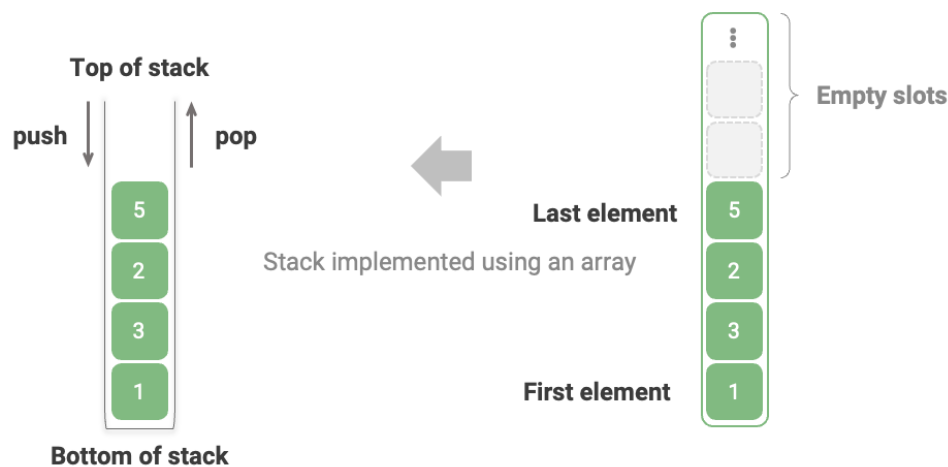 Top of stack
push
pop
5
2
3
1
Bottom of stack
Stack implemented using an array
Empty slots
Last element
5
2
3
First element
1